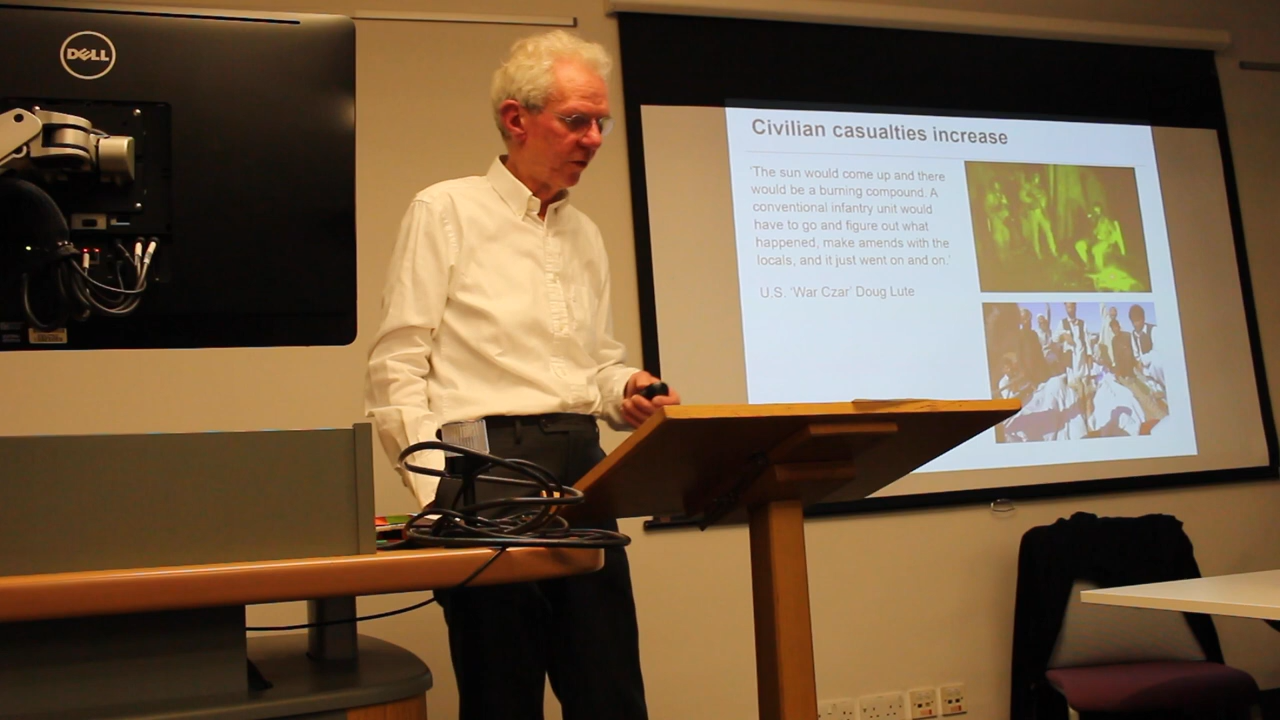 DELL
Civilian casualties increase
'The sun would come up and there
would be a burning compound. A
conventional infantry unit would
have to go and figure out what
happened, make amends with the
locals, and it just went on and on.'
U.S. 'War Czar' Doug Lute